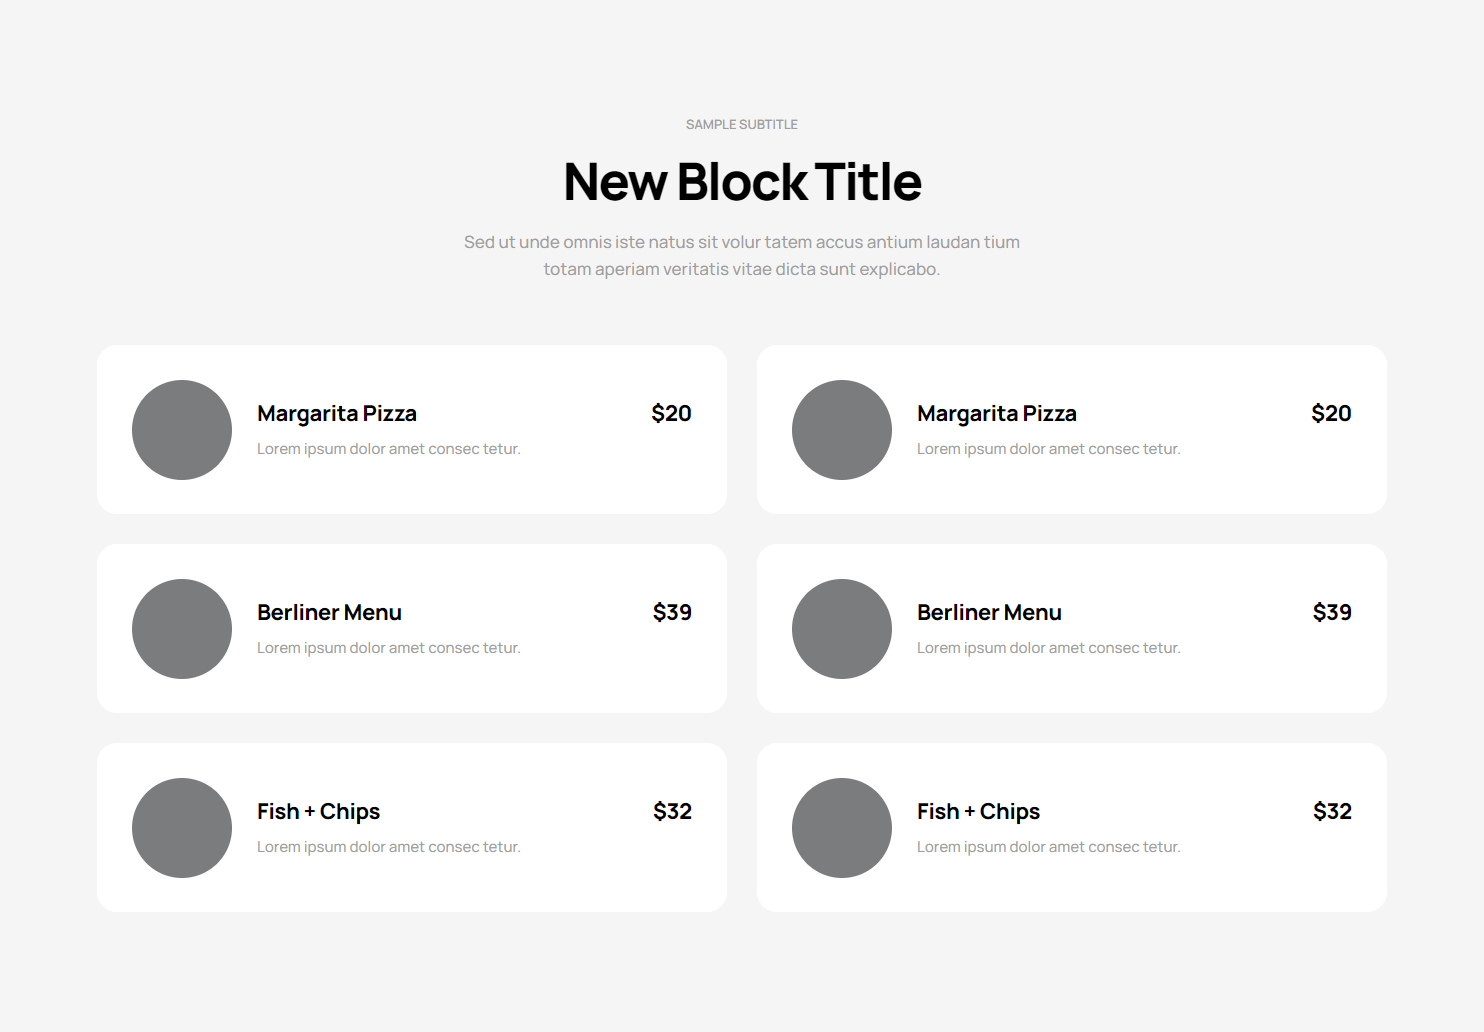 SAMPLE SUBTITLE
New Block Title
Sed ut unde omnis iste natus sit volur tatem accus antium laudan tium
totam aperiam veritatis vitae dicta sunt explicabo.
Margarita Pizza $20
Lorem ipsum dolor amet consec tetur.
Margarita Pizza $20
Lorem ipsum dolor amet consec tetur.
Berliner Menu $39
Lorem ipsum dolor amet consec tetur.
Berliner Menu $39
Lorem ipsum dolor amet consec tetur.
Fish + Chips $32
Lorem ipsum dolor amet consec tetur.
Fish + Chips $32
Lorem ipsum dolor amet consec tetur.